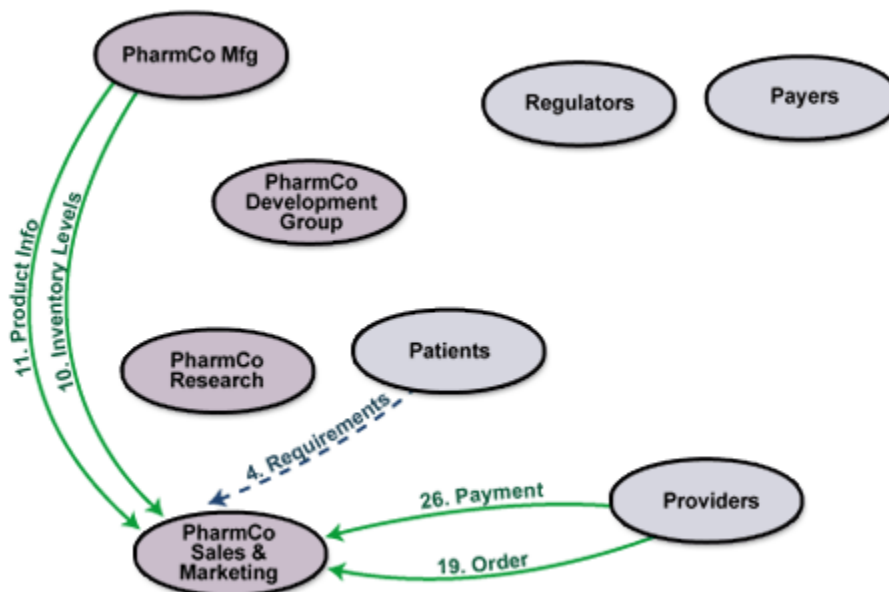 PharmCo Mfg
Regulators
Payers
PharmCo
Development
Group
11. Product Info
10. Inventory Levels
PharmCo
Research
Patients
4. Requirements
26. Payment
Providers
PharmCo
Sales &
Marketing
19. Order